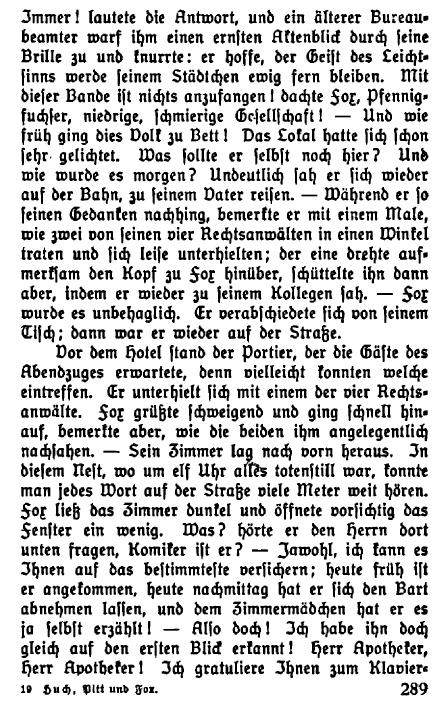 Immer! lautete die Antwort, und ein älterer Bureau-
beamter warf ihm einen ernsten Aktenblick durch seine
Brille zu und knurrte: er hoffe, der Geist des Leicht-
sinns werde seinem Städtchen ewig fern bleiben. Mit
dieser Bande ist nichts anzufangen! dachte Fox, Pfennig-
fuchser, niedrige, schmierige Gesellschaft! — Und wie
früh ging dies Volk zu Bett! Das Lokal hatte sich schon
sehr gelichtet. Was sollte er selbst noch hier? Und
wie wurde es morgen? Undeutlich sah er sich wieder
auf der Bahn, zu seinem Vater reisen. — Während er so
seinen Gedanken nachhing, bemerkte er mit einem Male,
wie zwei von seinen vier Rechtsanwälten in einen Winkel
traten und sich leise unterhielten; der eine drehte auf-
merksam den Kopf zu Fox hinüber, schüttelte ihn dann
aber, indem er wieder zu seinem Kollegen sah. — Fox
wurde es unbehaglich. Er verabschiedete sich von seinem
Tisch; dann war er wieder auf der Straße.
Vor dem Hotel stand der Portier, der die Gäste des
Abendzuges erwartete, denn vielleicht konnten welche
eintreffen. Er unterhielt sich mit einem der vier Rechts-
anwälte. Fox grüßte schweigend und ging schnell hin-
auf, bemerkte aber, wie die beiden ihm angelegentlich
nachsahen. — Sein Zimmer lag nach vorn heraus. In
diesem Nest, wo um elf Uhr alles totenstill war, konnte
man jedes Wort auf der Straße viele Meter weit hören.
Fox ließ das Zimmer dunkel und öffnete vorsichtig das
Fenster ein wenig. Was? hörte er den Herrn dort
unten fragen, Komiker ist er? — Jawohl, ich kann es
Ihnen auf das bestimmteste versichern; heute früh ist
er angekommen, heute nachmittag hat er sich den Bart
abnehmen lassen, und dem Zimmermädchen hat er es
ja selbst erzählt! — Also doch! Ich habe ihn doch
gleich auf den ersten Blick erkannt! Herr Apotheker,
Herr Apotheker! Ich gratuliere Ihnen zum Klavier-
19 Huch, Pitt und Fox. 289